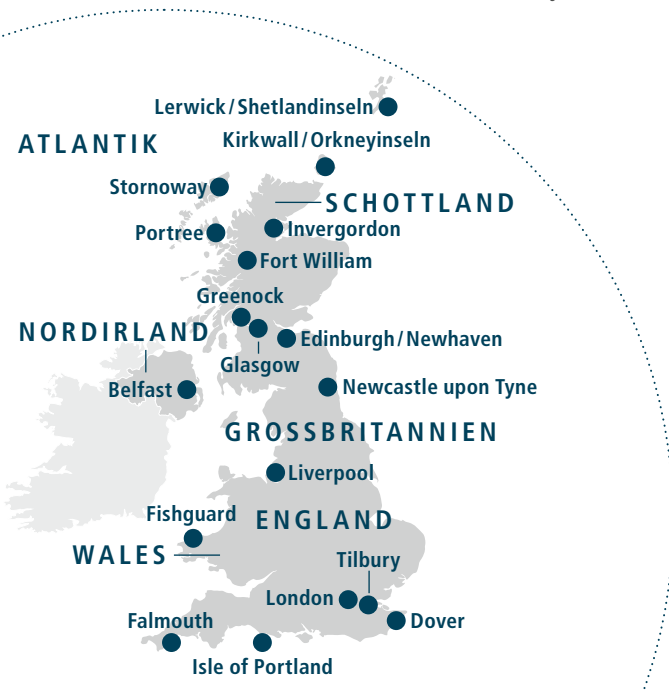 Lerwick / Shetlandinseln
ATLANTIK
Kirkwall / Orkneyinseln
Stornoway
SCHOTTLAND
Portree
Invergordon
Fort William
Greenock
NORDIRLAND
Edinburgh / Newhaven
Glasgow
Belfast
Newcastle upon Tyne
GROSSBRITANNIEN
Liverpool
Fishguard
ENGLAND
WALES
Tilbury
London
Falmouth
Dover
Isle of Portland